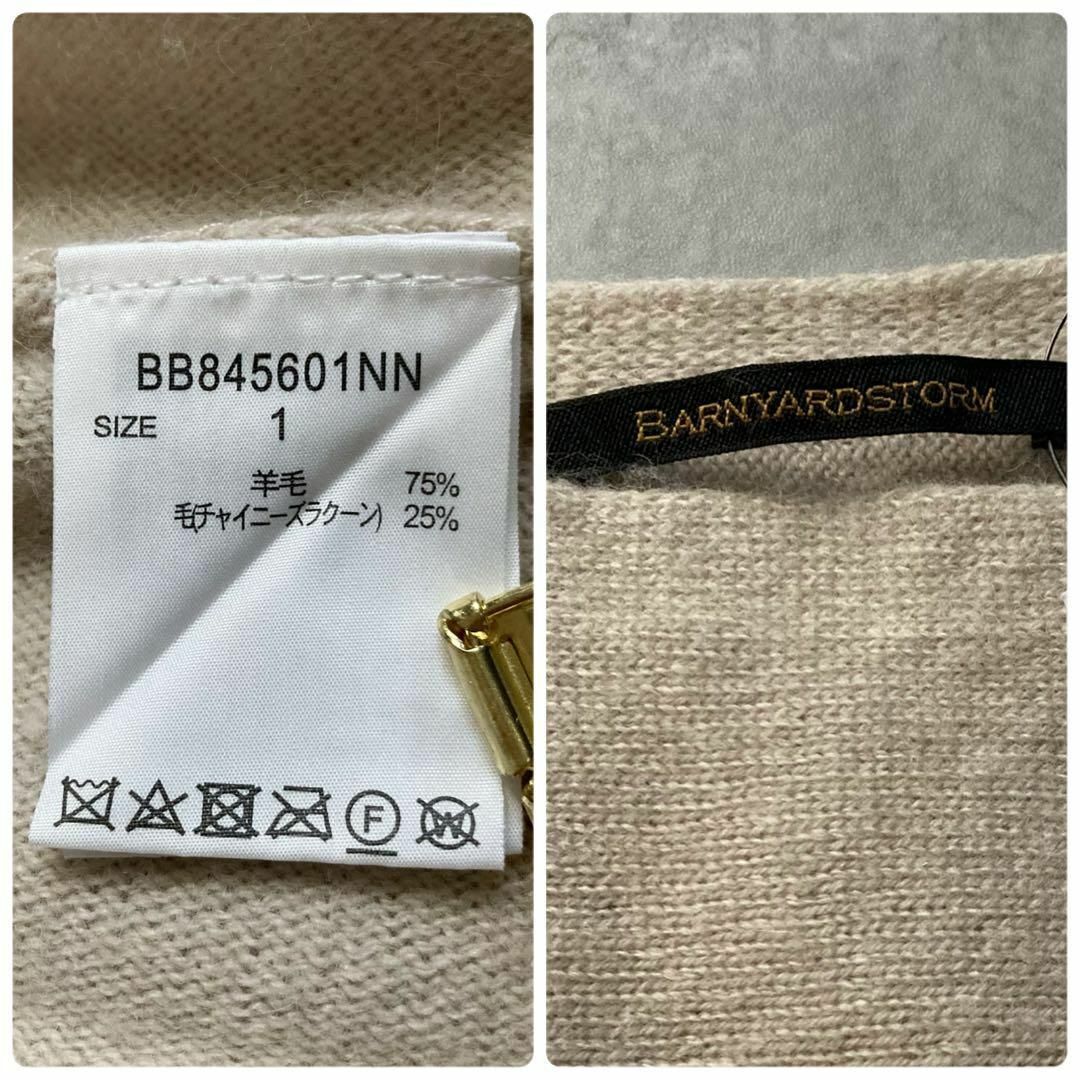 BB845601NN
SIZE 1
羊毛 75%
毛(チャイニーズラクーン) 25%
F
W
BARNYARDSTORM